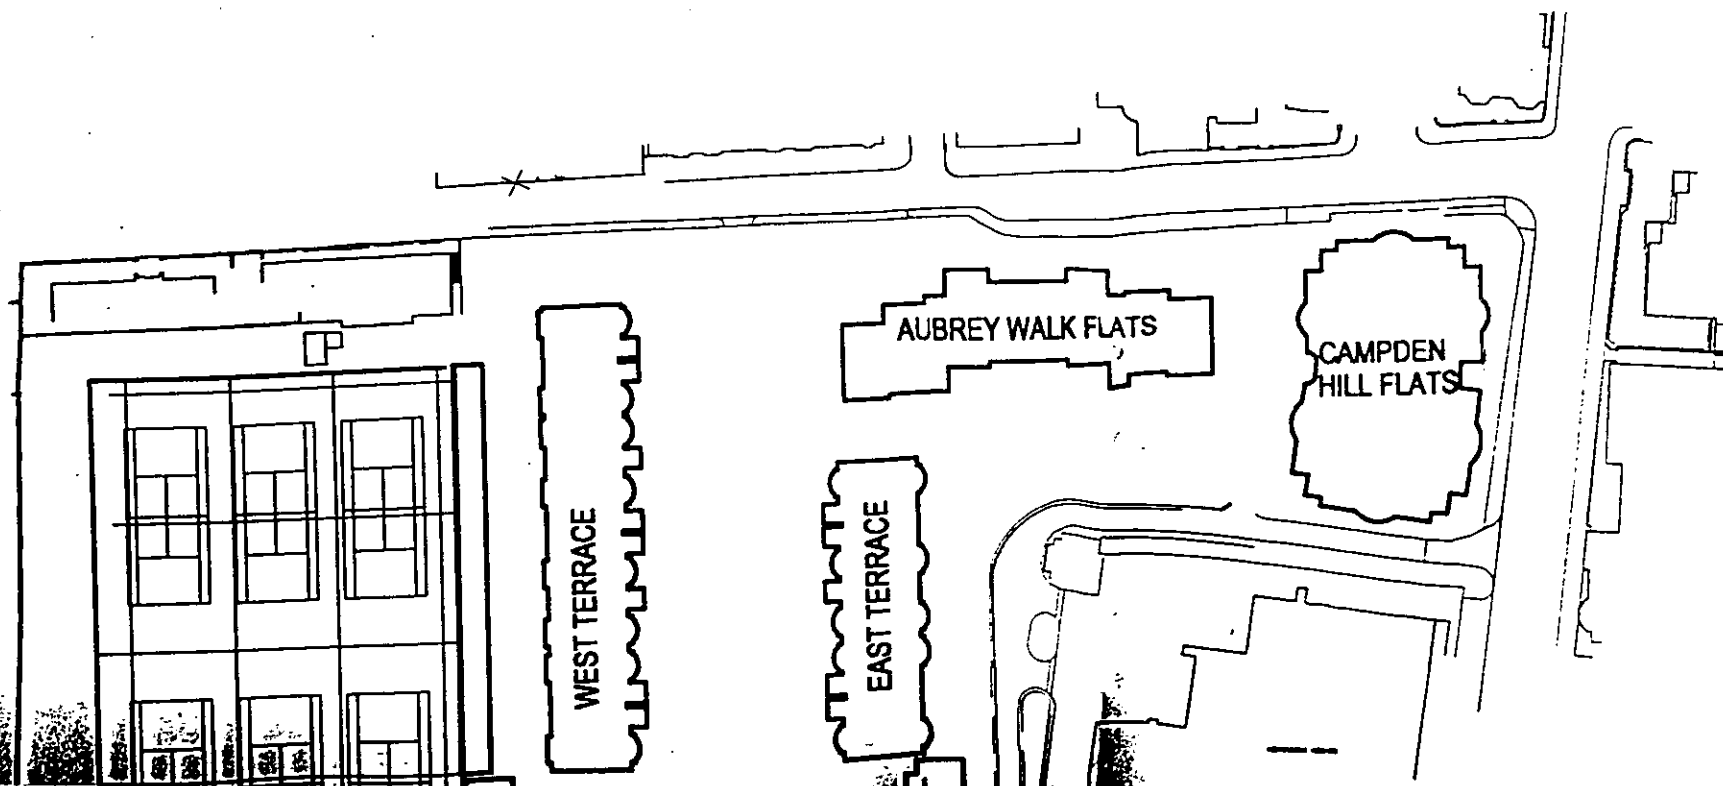 AUBREY WALK FLATS
CAMPDEN
HILL FLATS
WEST TERRACE
EAST TERRACE